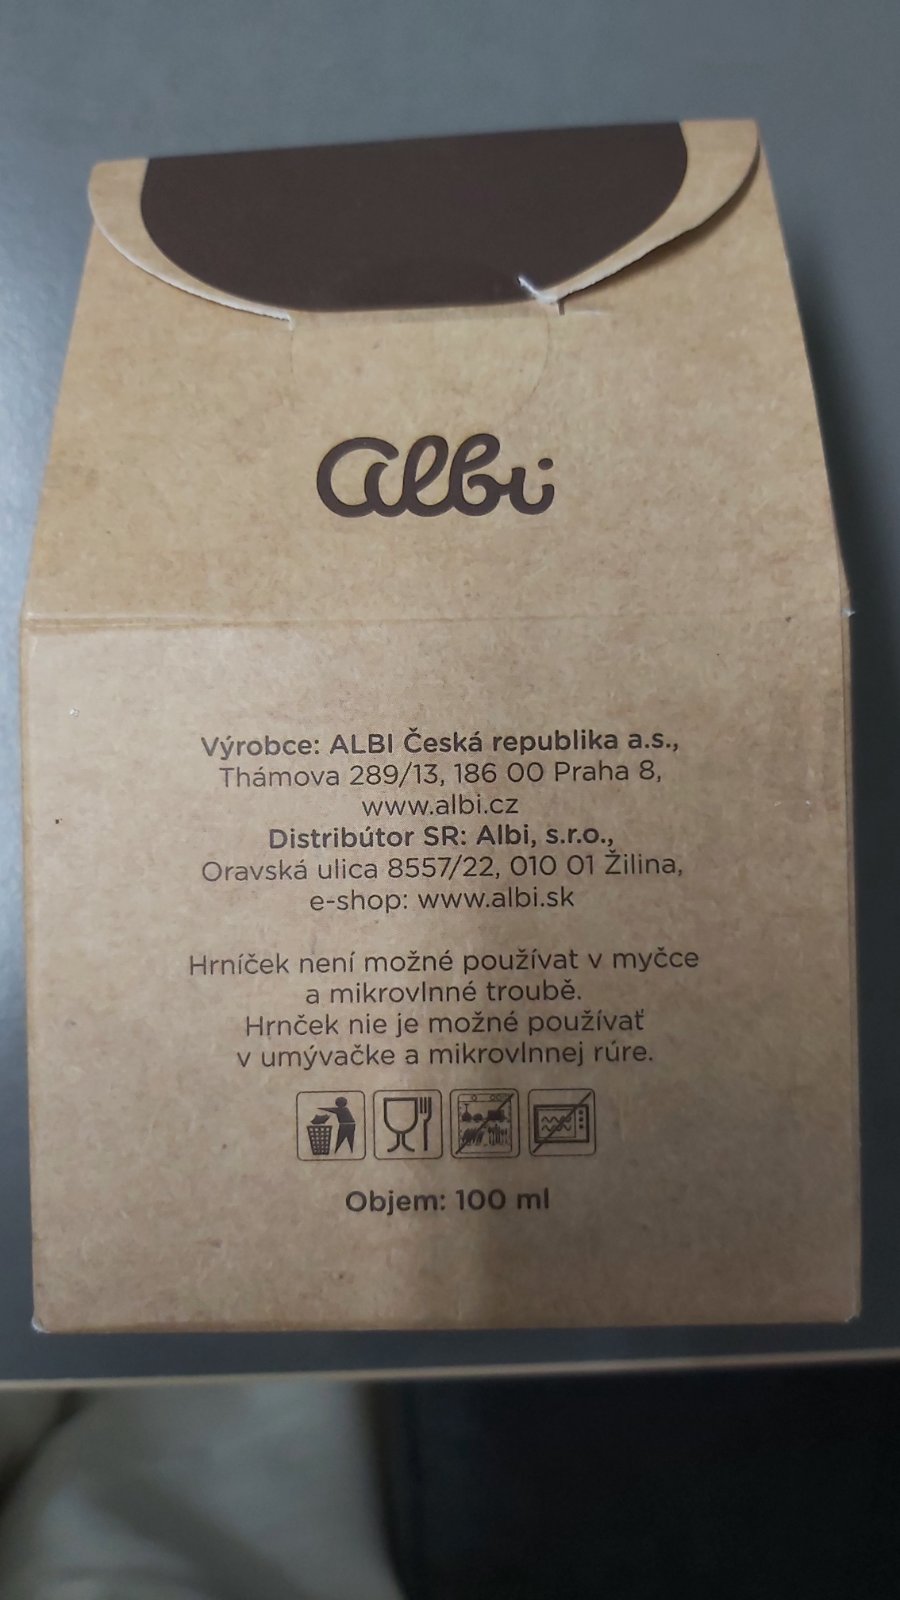 albi
Výrobce: ALBI Česká republika a.s.,
Thámova 289/13, 186 00 Praha 8,
www.albi.cz
Distribútor SR: Albi, s.r.o.,
Oravská ulica 8557/22, 010 01 Žilina,
e-shop: www.albi.sk
Hrníček není možné používat v myčce
a mikrovlnné troubě.
Hrnček nie je možné používať
v umývačke a mikrovlnnej rúre.
Objem: 100 ml